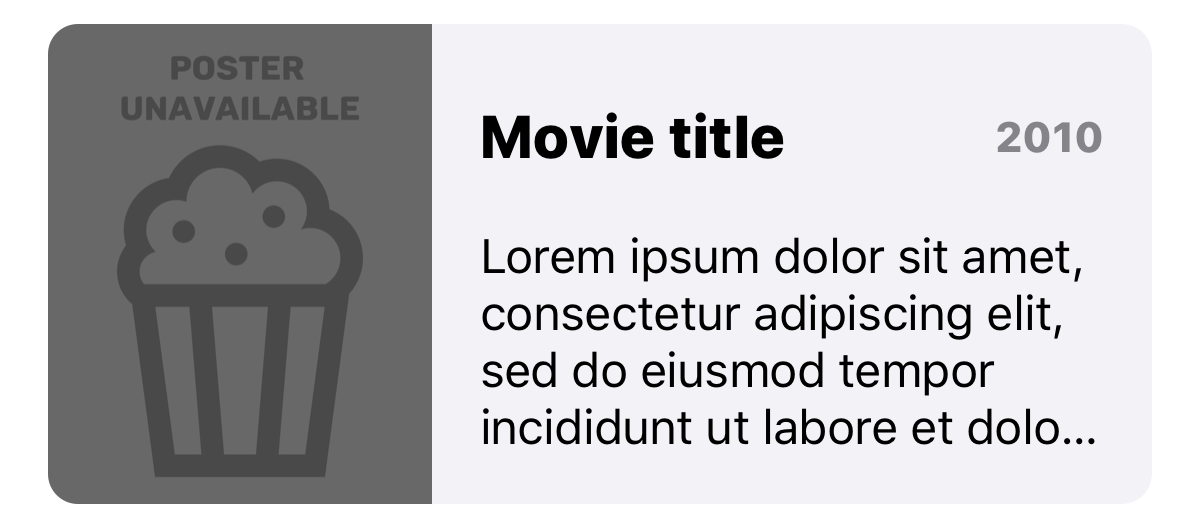 POSTER
UNAVAILABLE
Movie title 2010
Lorem ipsum dolor sit amet,
consectetur adipiscing elit,
sed do eiusmod tempor
incididunt ut labore et dolo...